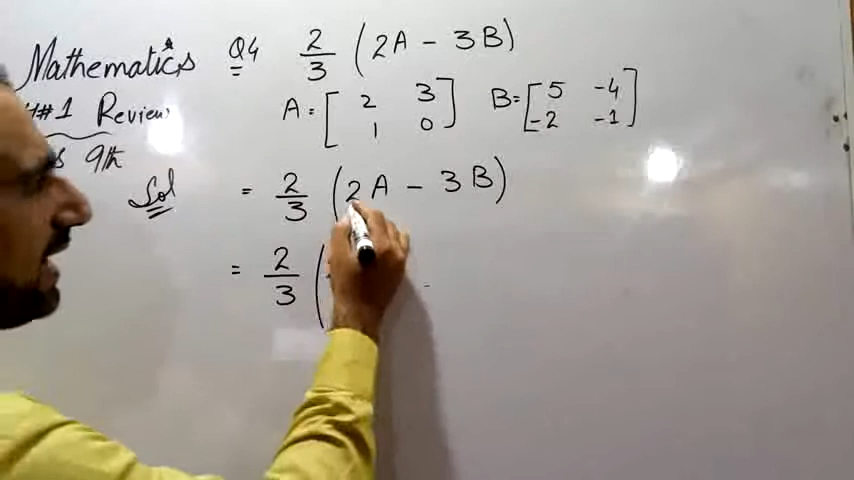 Mathematics Q4 2/3 (2A - 3B)
#1 Review A = [ 2 3 ; 1 0 ] B = [ 5 -4 ; -2 -1 ]
9th
Sol = 2/3 (2A - 3B)
= 2/3 (